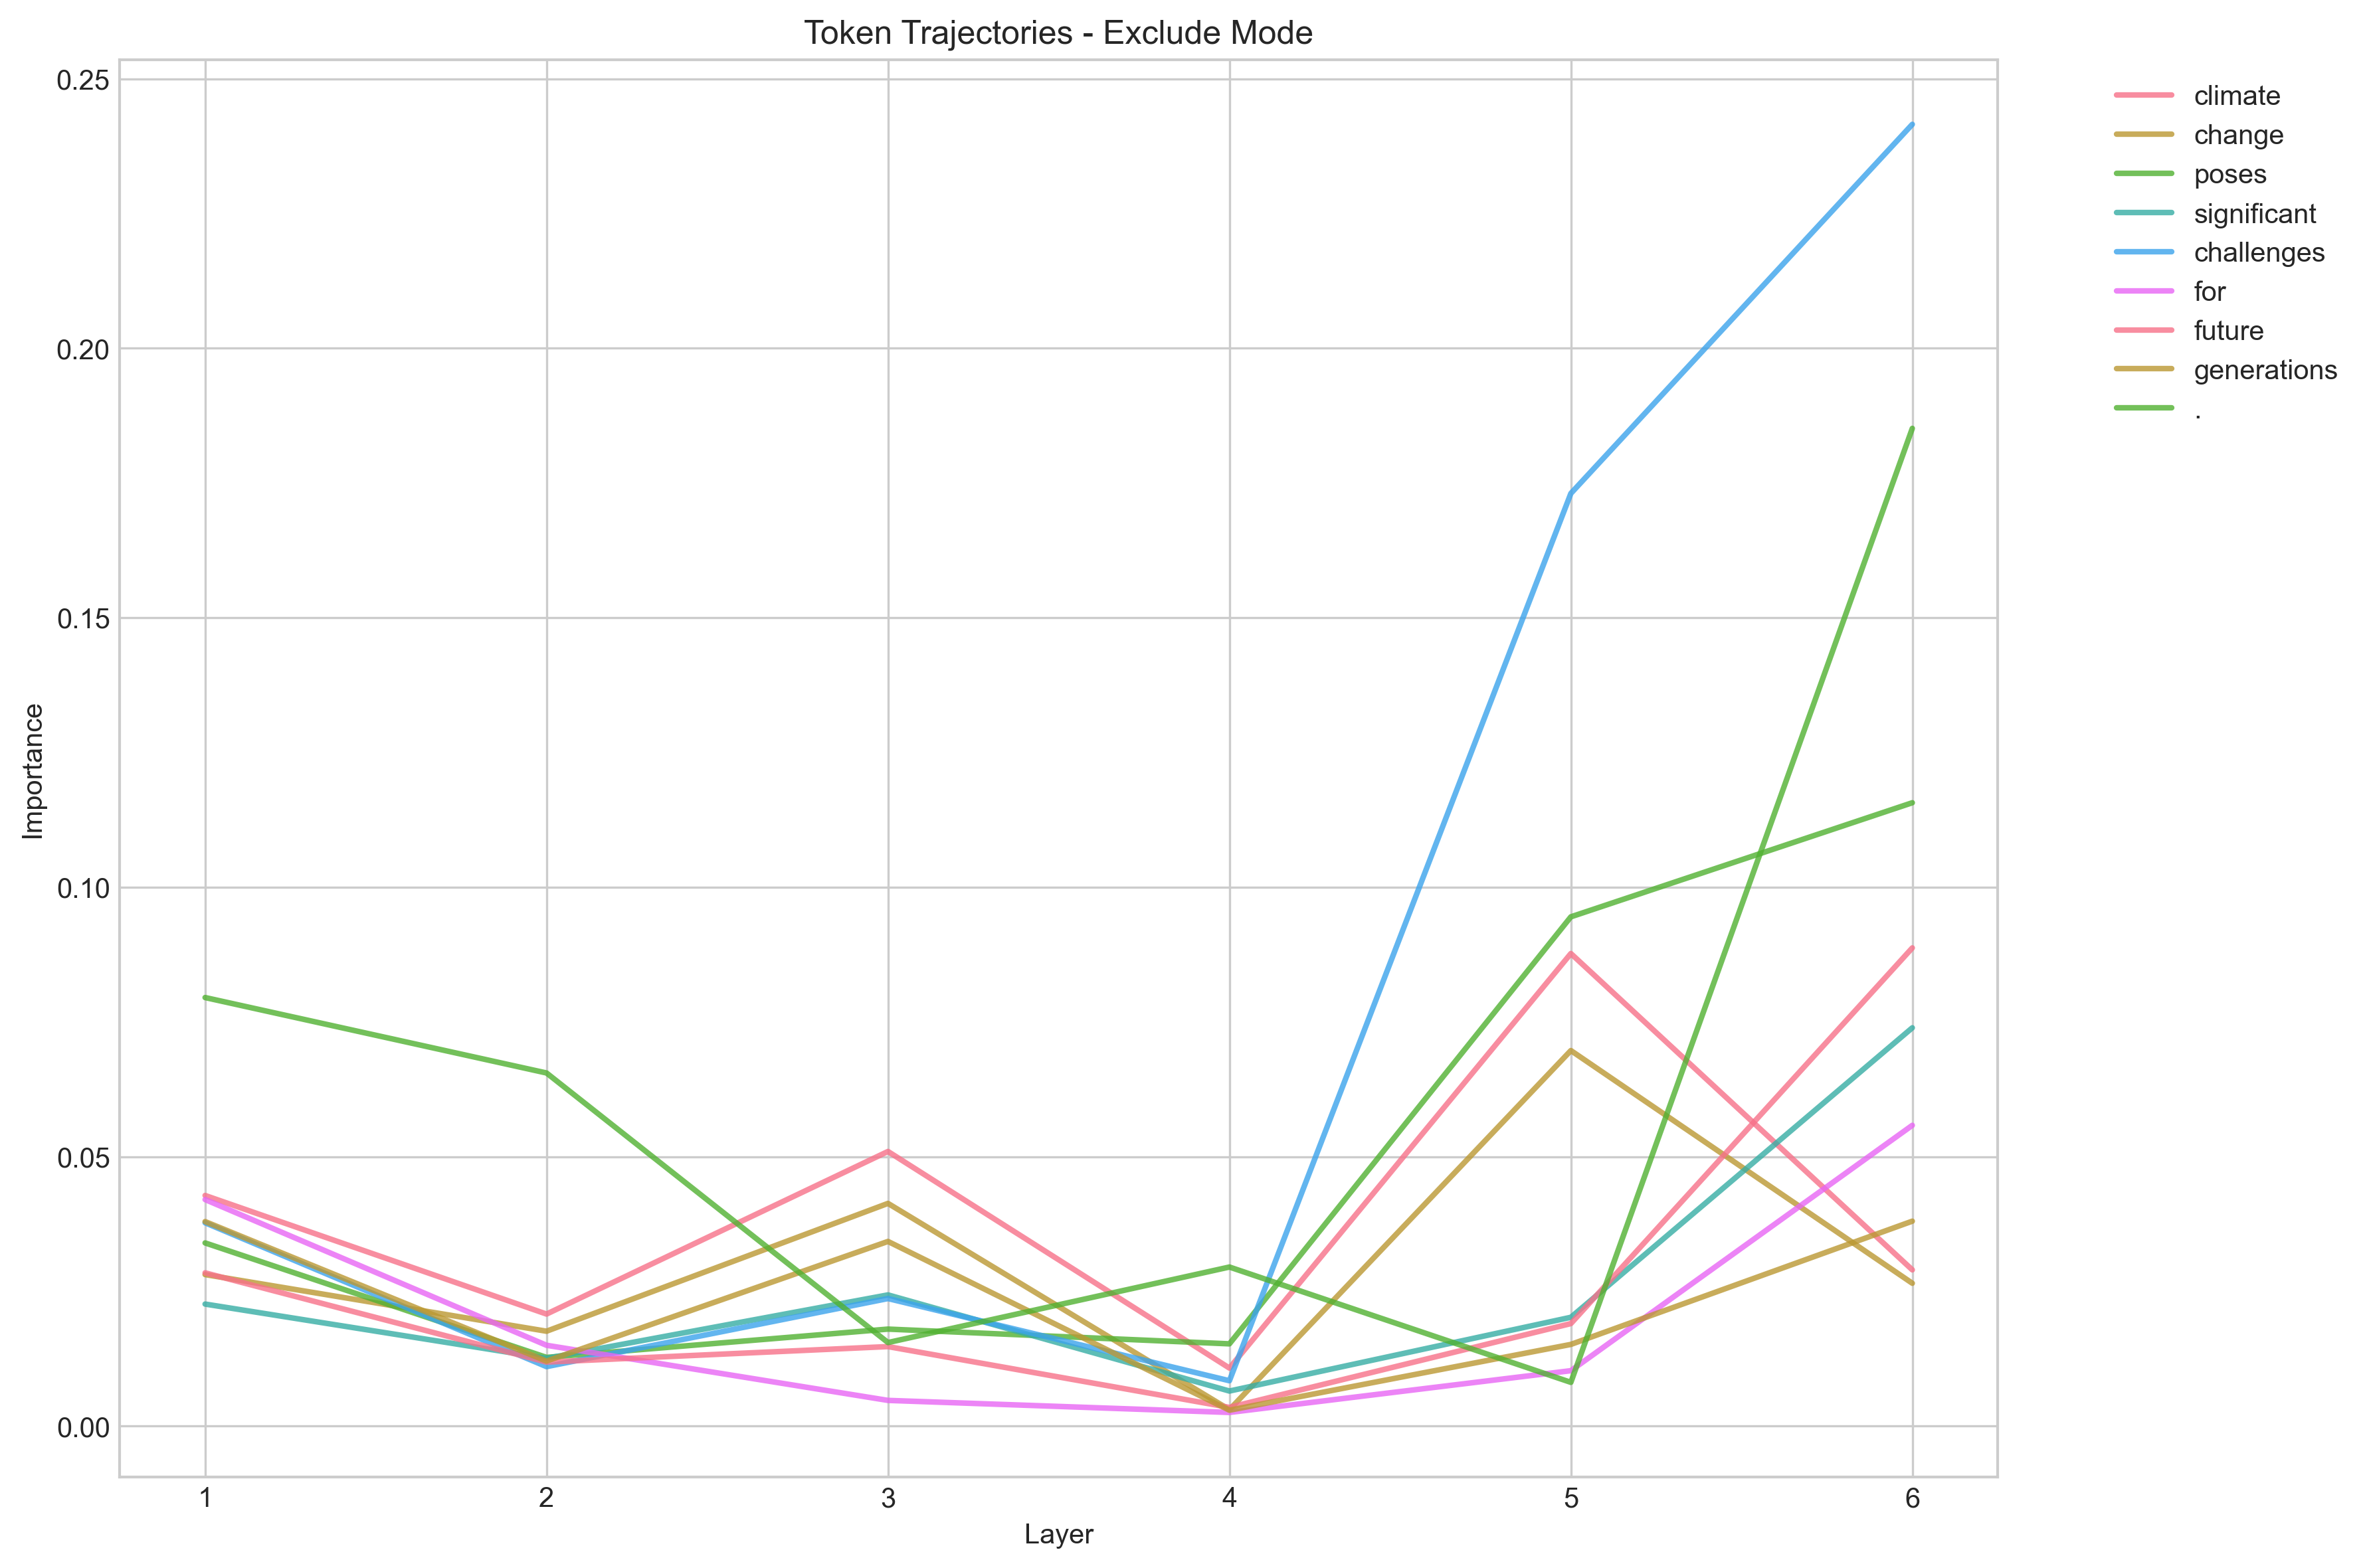 Token Trajectories - Exclude Mode
0.25
0.20
0.15
0.10
0.05
0.00
Importance
1 2 3 4 5 6
Layer
climate
change
poses
significant
challenges
for
future
generations
.